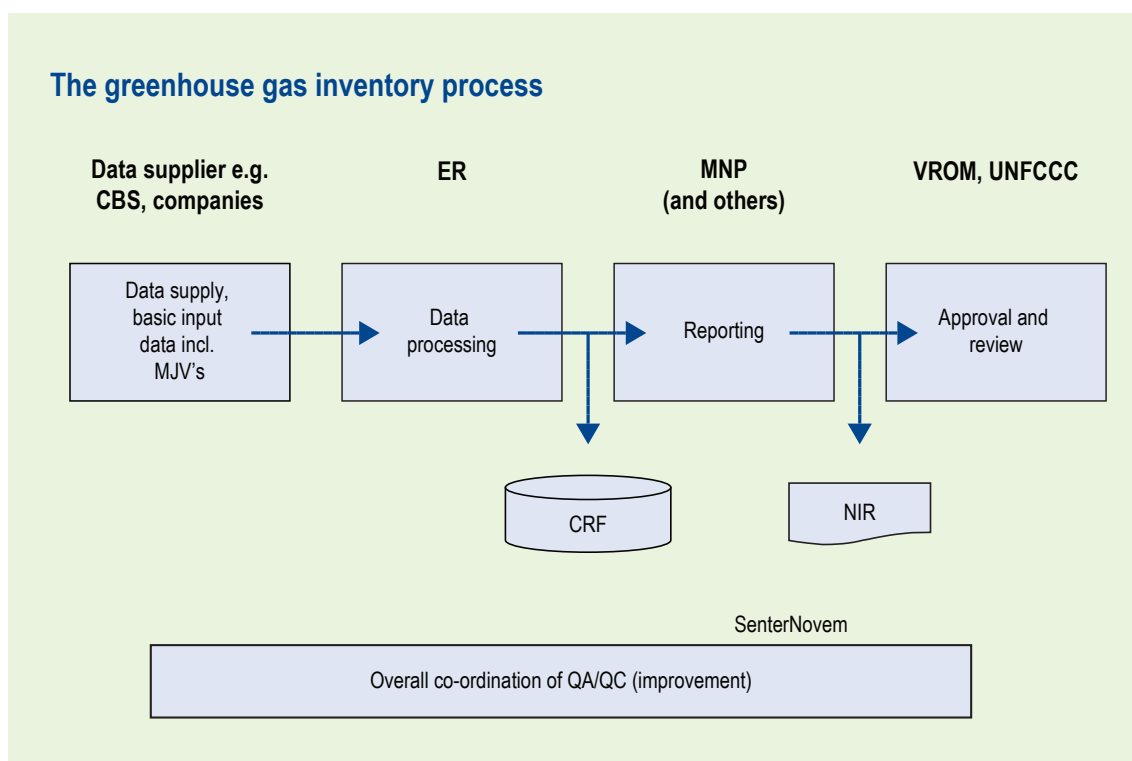 The greenhouse gas inventory process
Data supplier e.g.
CBS, companies
ER
MNP
(and others)
VROM, UNFCCC
Data supply,
basic input
data incl.
MJV's
Data
processing
Reporting
Approval and
review
CRF
NIR
SenterNovem
Overall co-ordination of QA/QC (improvement)